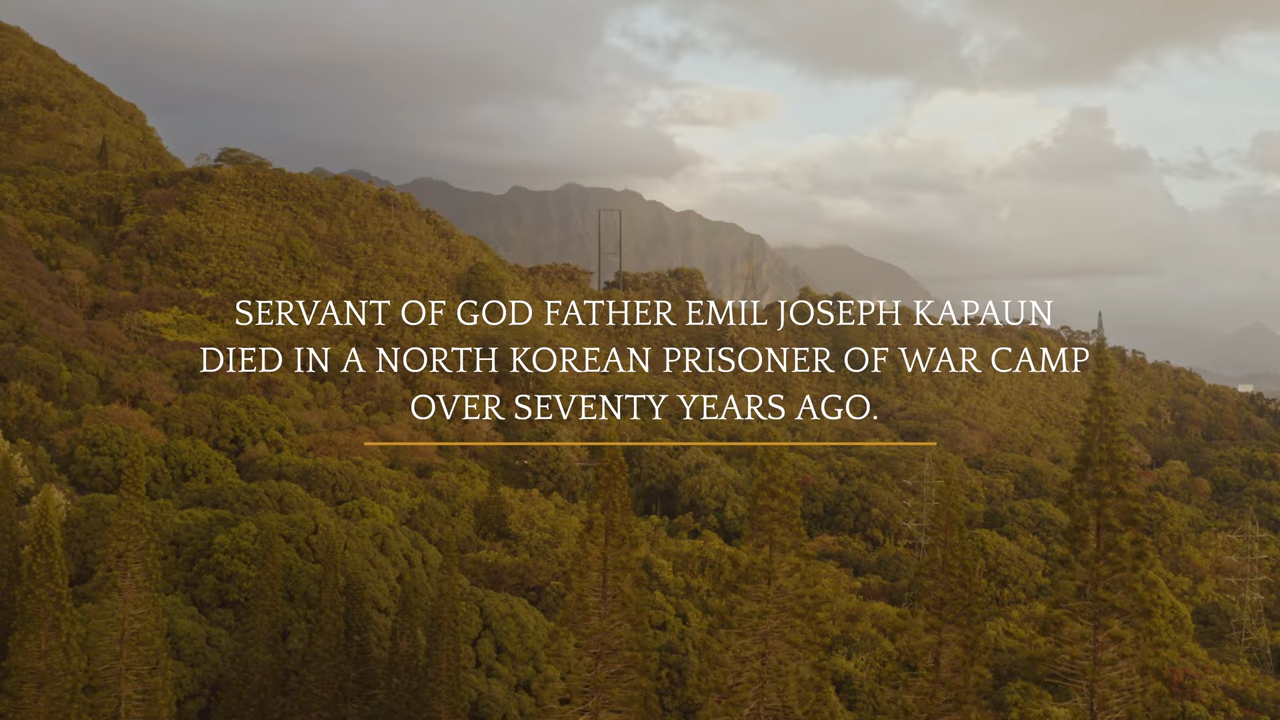 SERVANT OF GOD FATHER EMIL JOSEPH KAPAUN
DIED IN A NORTH KOREAN PRISONER OF WAR CAMP
OVER SEVENTY YEARS AGO.